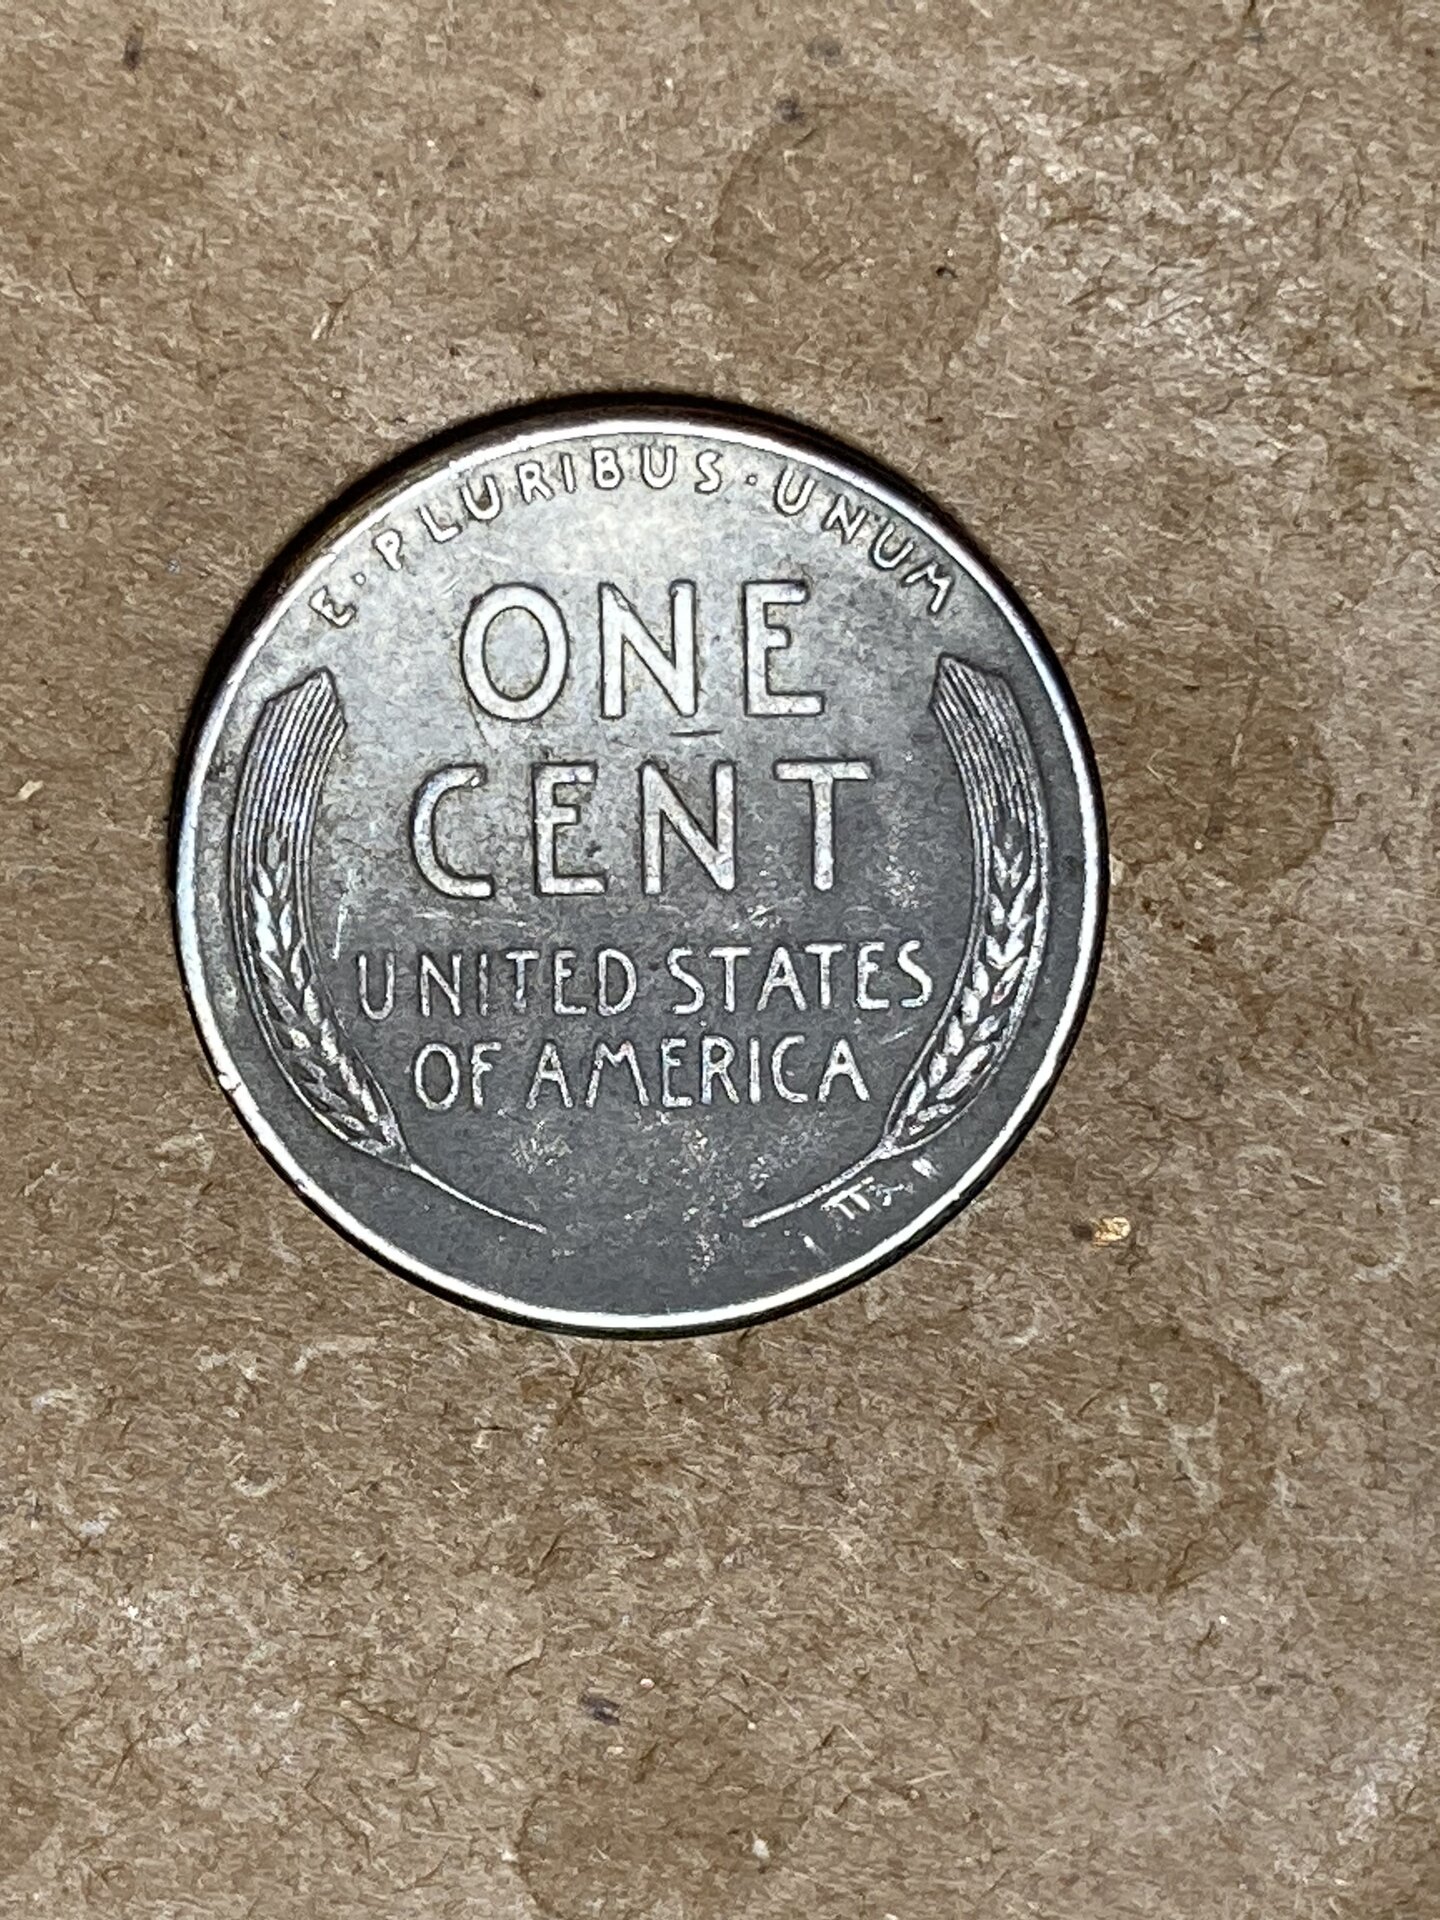 E · PLURIBUS · UNUM
ONE
CENT
UNITED STATES
OF AMERICA